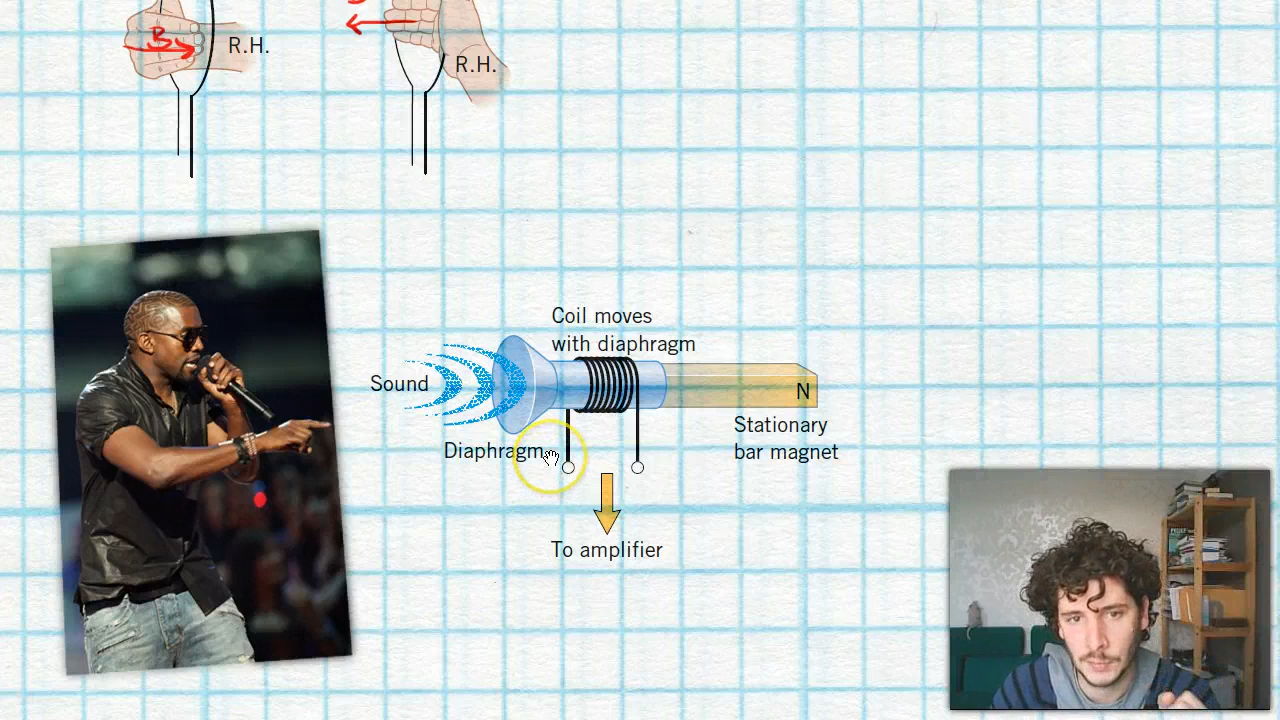 B
R.H.
R.H.
Coil moves
with diaphragm
Sound
N
Diaphragm
Stationary
bar magnet
To amplifier